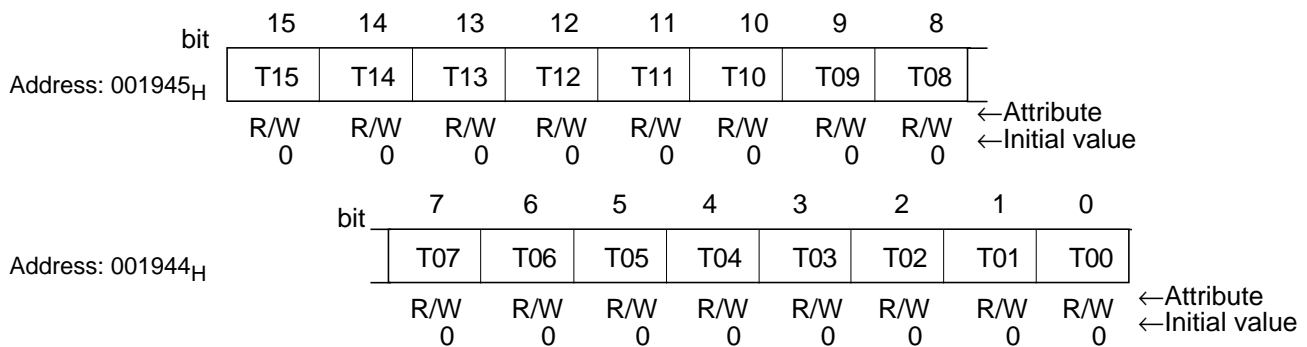 bit 15 14 13 12 11 10 9 8
Address: 001945H T15 T14 T13 T12 T11 T10 T09 T08
R/W R/W R/W R/W R/W R/W R/W R/W ←Attribute
0 0 0 0 0 0 0 0 ←Initial value
bit 7 6 5 4 3 2 1 0
Address: 001944H T07 T06 T05 T04 T03 T02 T01 T00
R/W R/W R/W R/W R/W R/W R/W R/W ←Attribute
0 0 0 0 0 0 0 0 ←Initial value